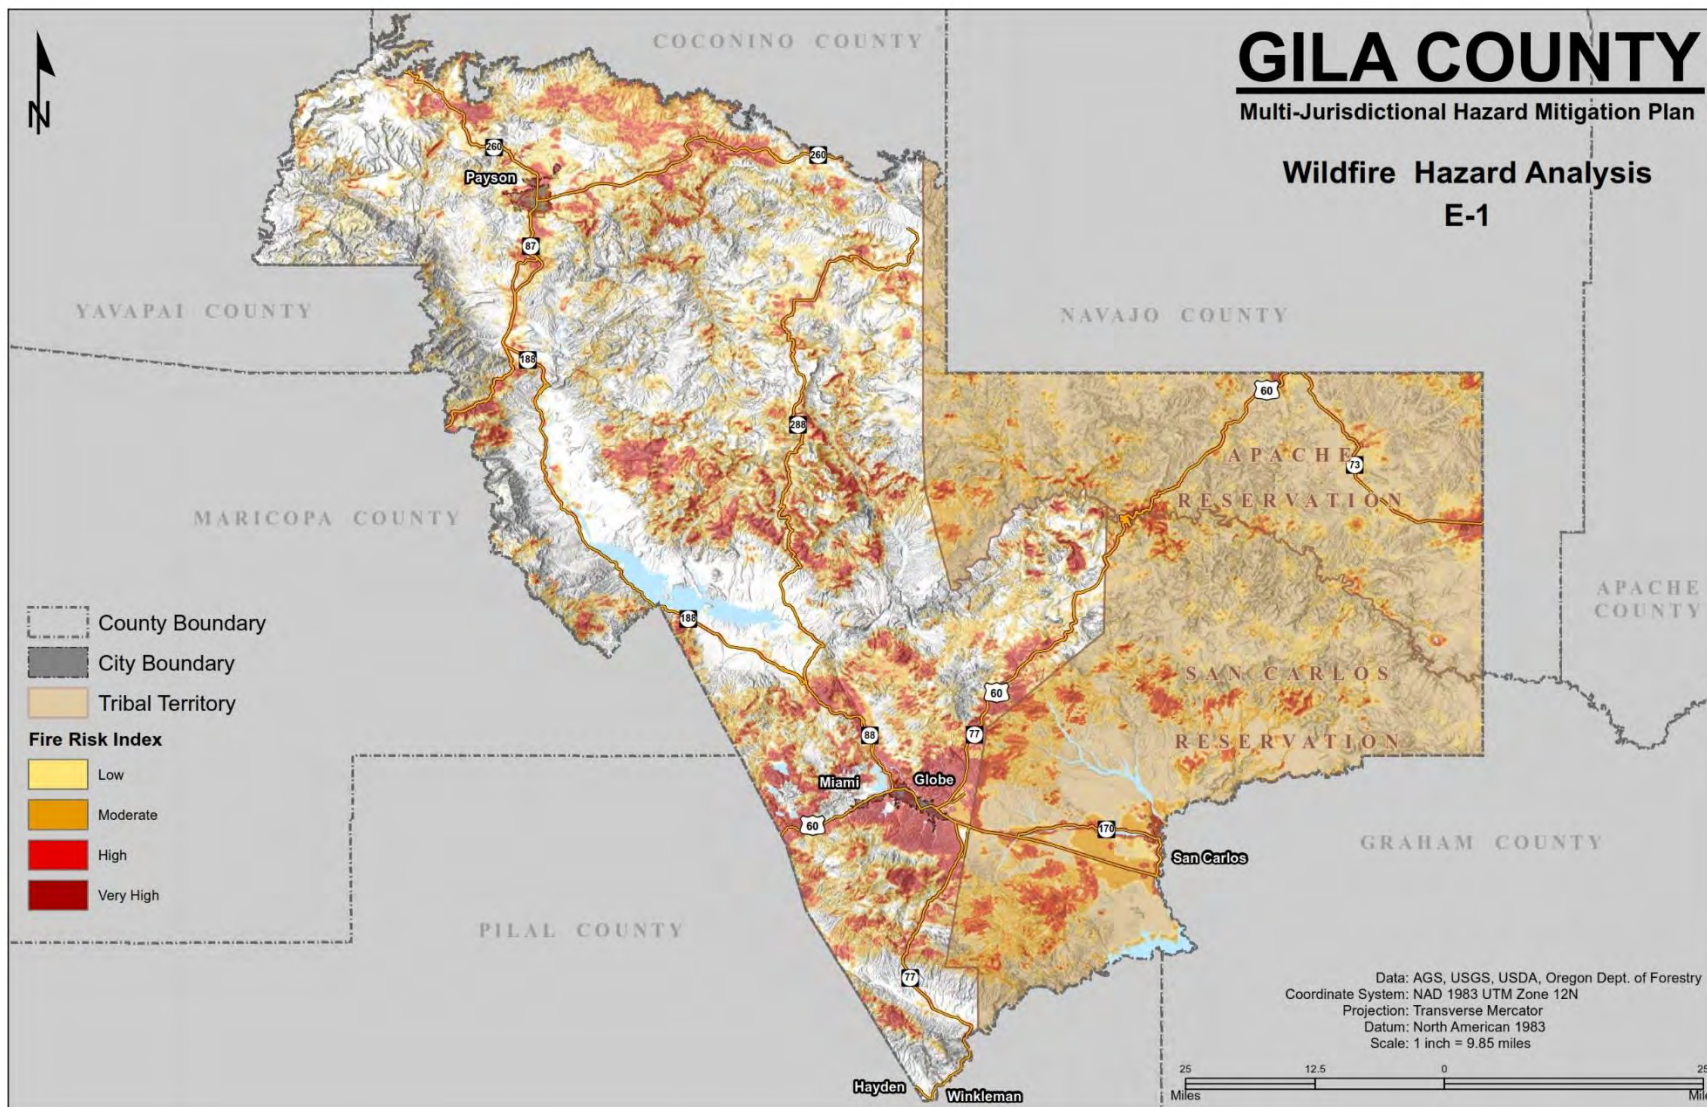 GILA COUNTY
Multi-Jurisdictional Hazard Mitigation Plan
Wildfire Hazard Analysis
E-1
N
COCONINO COUNTY
YAVAPAI COUNTY
NAVAJO COUNTY
MARICOPA COUNTY
APACHE
COUNTY
PILAL COUNTY
GRAHAM COUNTY
260
Payson
260
87
188
288
60
73
APACHE
RESERVATION
188
SAN CARLOS
RESERVATION
60
77
88
Miami
Globe
60
170
San Carlos
77
Hayden
Winkleman
County Boundary
City Boundary
Tribal Territory
Fire Risk Index
Low
Moderate
High
Very High
Data: AGS, USGS, USDA, Oregon Dept. of Forestry
Coordinate System: NAD 1983 UTM Zone 12N
Projection: Transverse Mercator
Datum: North American 1983
Scale: 1 inch = 9.85 miles
25 12.5 0 25
Miles Mil